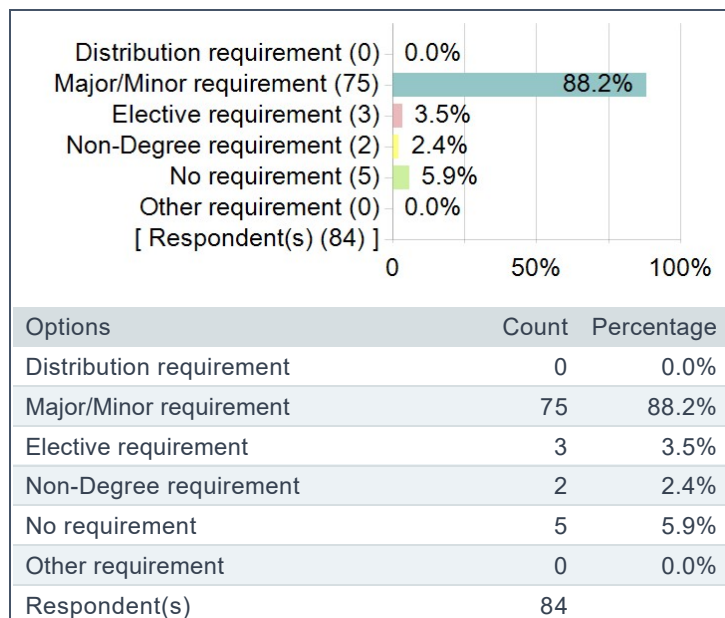 Distribution requirement (0) 0.0%
Major/Minor requirement (75) 88.2%
Elective requirement (3) 3.5%
Non-Degree requirement (2) 2.4%
No requirement (5) 5.9%
Other requirement (0) 0.0%
[ Respondent(s) (84) ]
0 50% 100%
Options Count Percentage
Distribution requirement 0 0.0%
Major/Minor requirement 75 88.2%
Elective requirement 3 3.5%
Non-Degree requirement 2 2.4%
No requirement 5 5.9%
Other requirement 0 0.0%
Respondent(s) 84